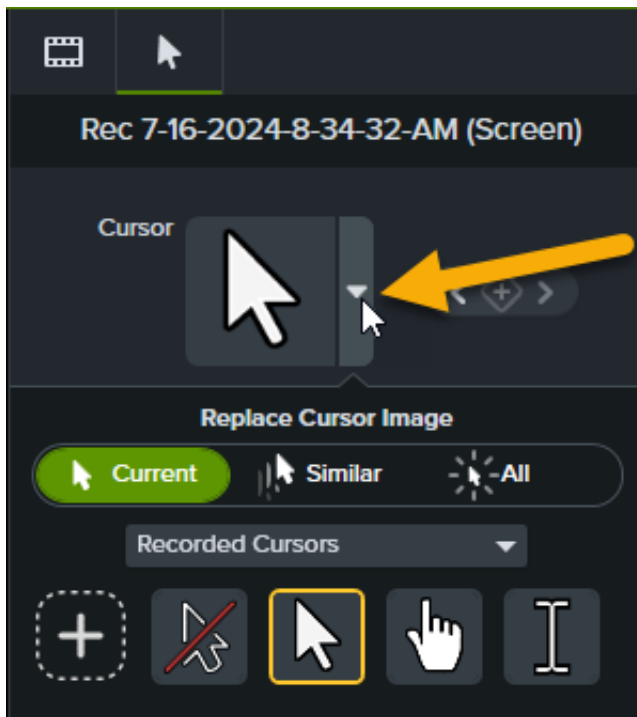 Rec 7-16-2024-8-34-32-AM (Screen)
Cursor
Replace Cursor Image
Current Similar All
Recorded Cursors